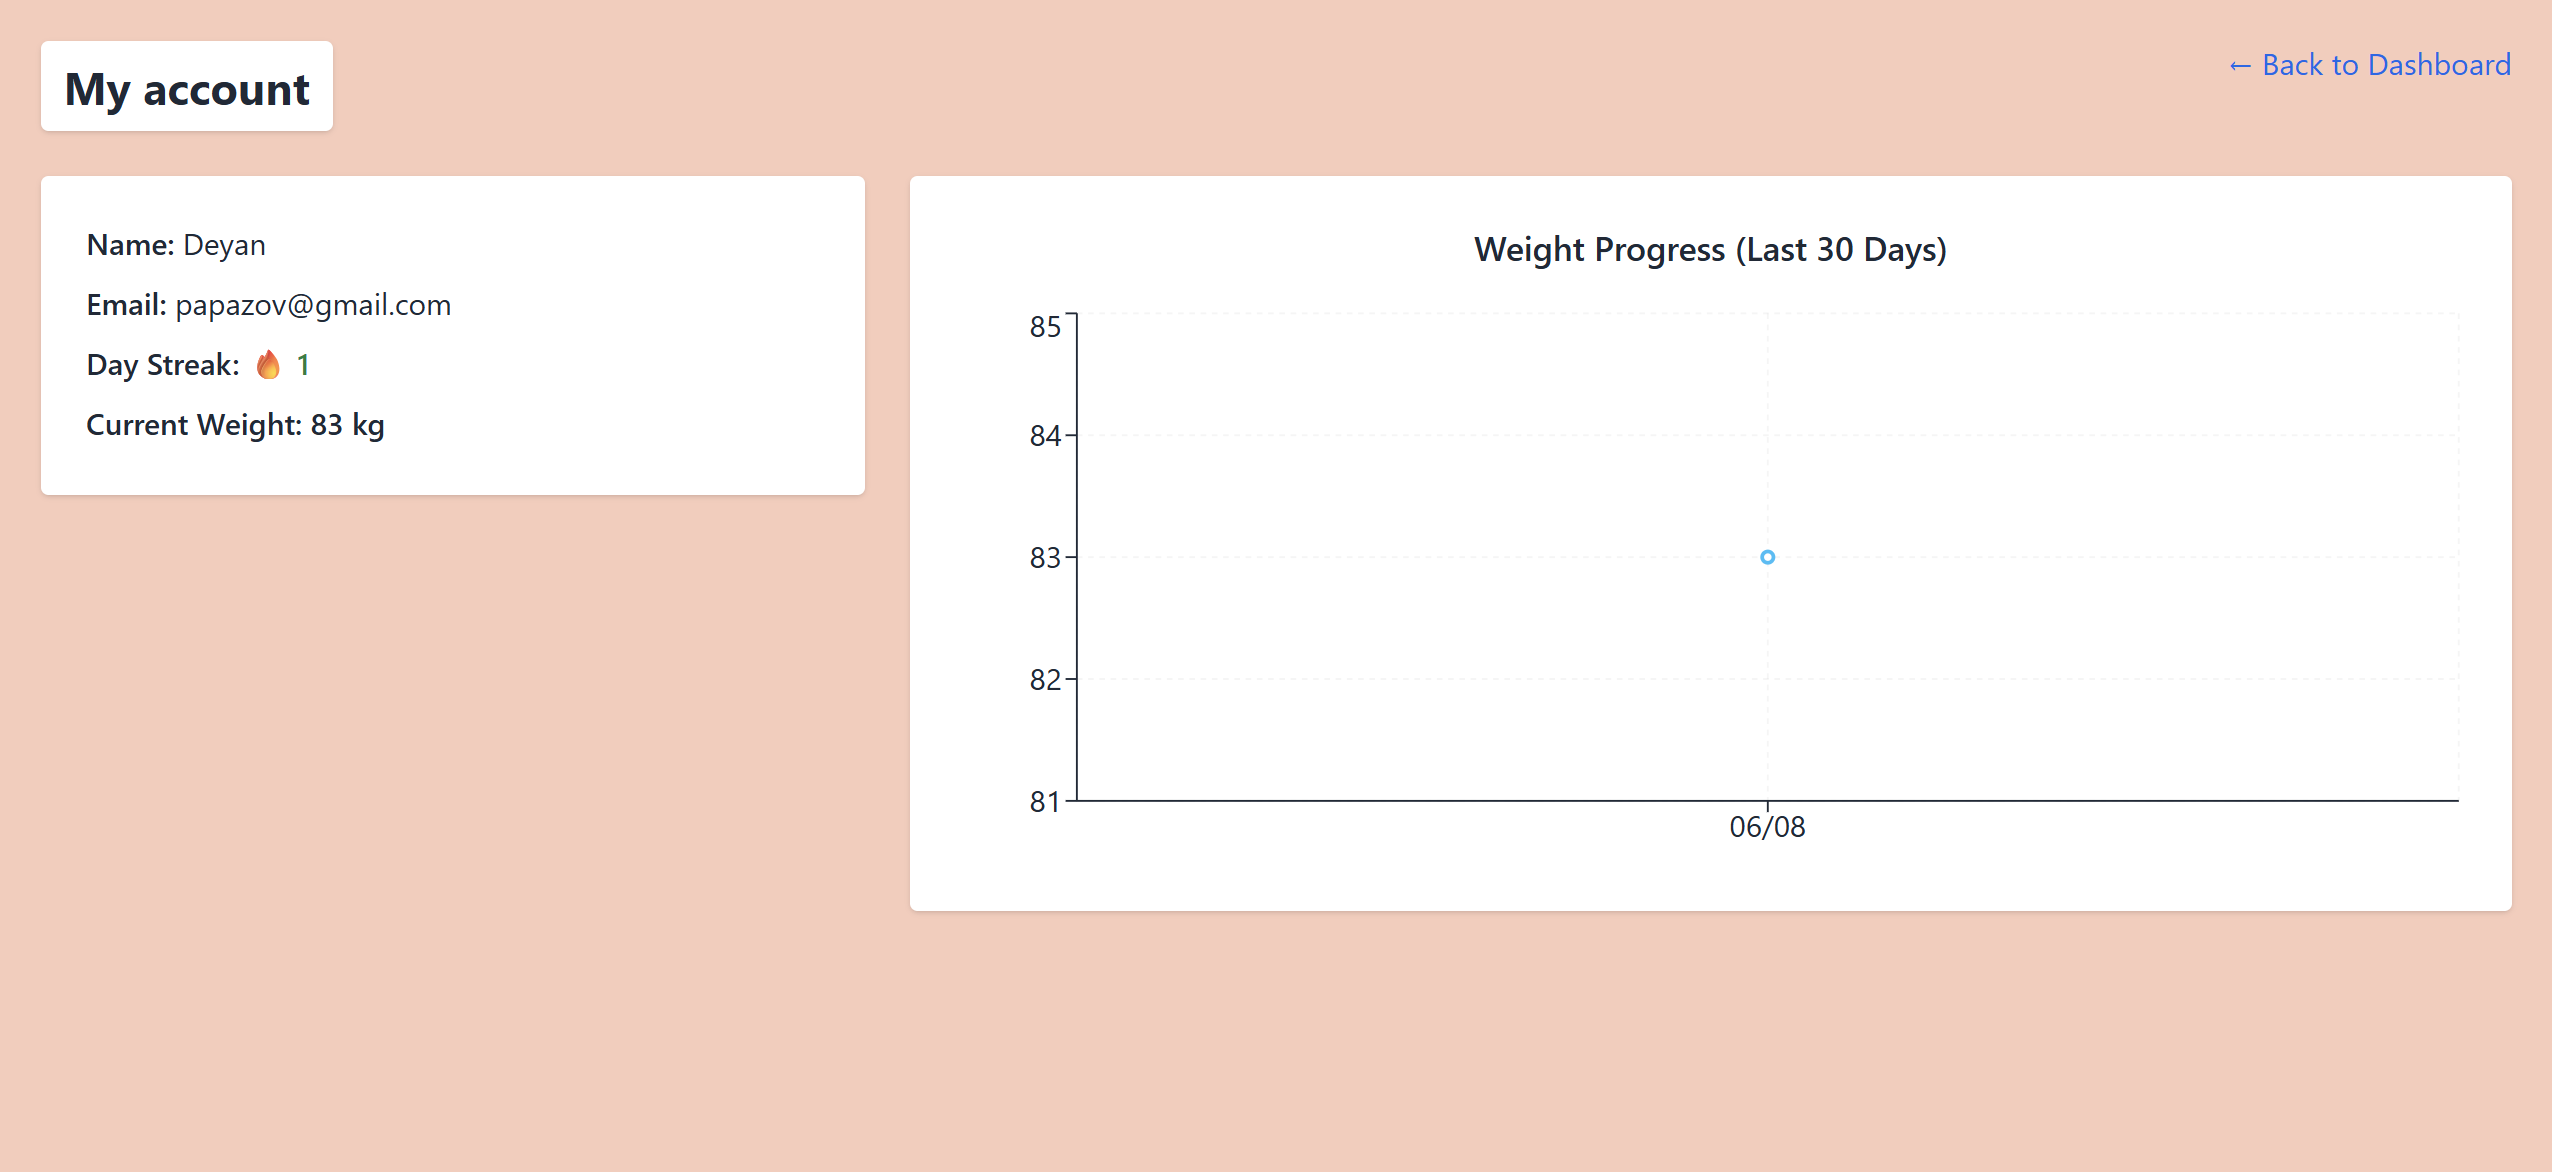 My account
← Back to Dashboard
Name: Deyan
Email: papazov@gmail.com
Day Streak: 🔥 1
Current Weight: 83 kg
Weight Progress (Last 30 Days)
85
84
83
82
81
06/08